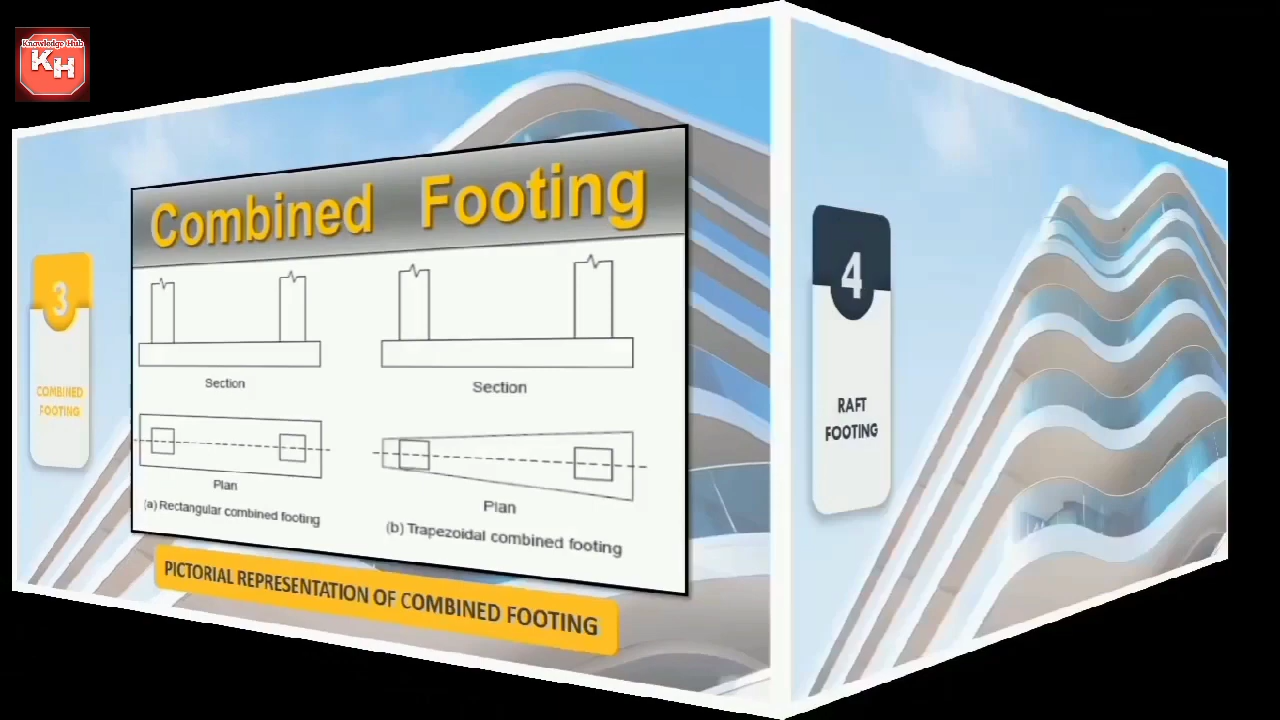 Knowledge Hub
KH
Combined Footing
3
COMBINED
FOOTING
Section
Section
Plan
Plan
(a) Rectangular combined footing
(b) Trapezoidal combined footing
PICTORIAL REPRESENTATION OF COMBINED FOOTING
4
RAFT
FOOTING